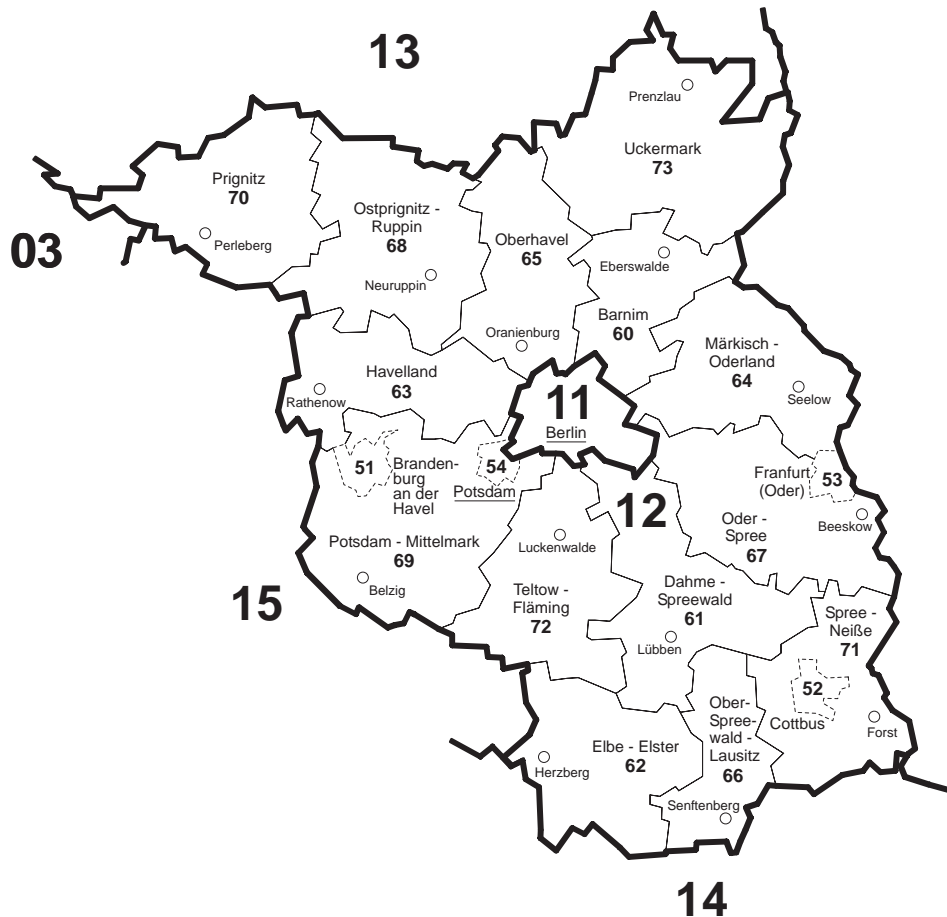 13
Prenzlau
Uckermark
73
Prignitz
70
Perleberg
03
Ostprignitz -
Ruppin
68
Neuruppin
Oberhavel
65
Oranienburg
Eberswalde
Barnim
60
Märkisch -
Oderland
64
Seelow
Havelland
63
Rathenow
11
Berlin
51
Branden-
burg
an der
Havel
54
Potsdam
12
Franfurt
(Oder)
53
Beeskow
Oder -
Spree
67
Potsdam - Mittelmark
69
Belzig
15
Luckenwalde
Teltow -
Fläming
72
Dahme -
Spreewald
61
Lübben
Spree -
Neiße
71
52
Cottbus
Forst
Ober-
Spree-
wald -
Lausitz
66
Senftenberg
Elbe - Elster
62
Herzberg
14